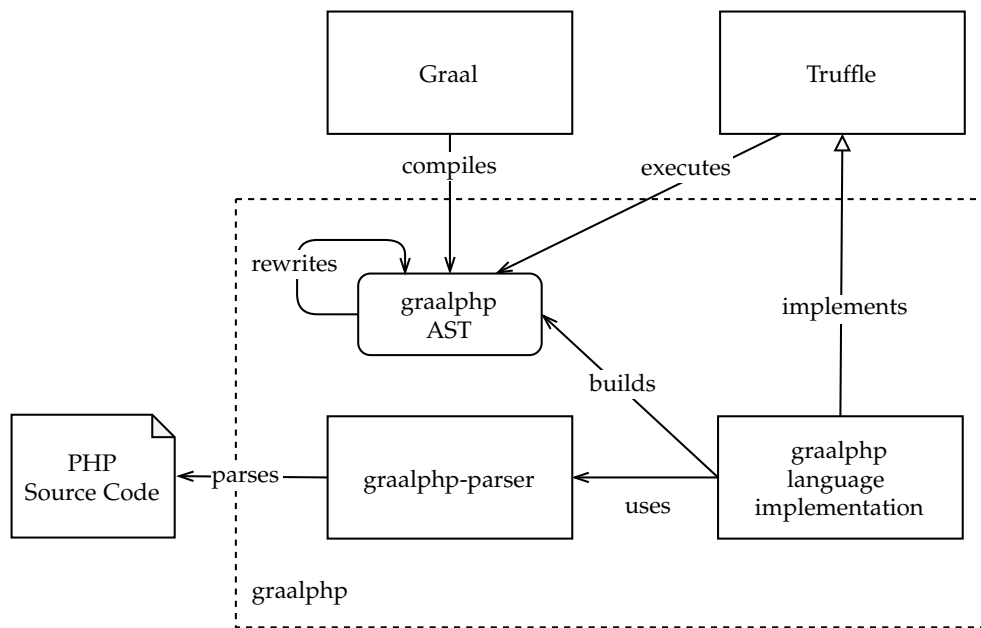 Graal
Truffle
compiles
executes
rewrites
graalphp
AST
implements
builds
PHP
Source Code
parses
graalphp-parser
uses
graalphp
language
implementation
graalphp